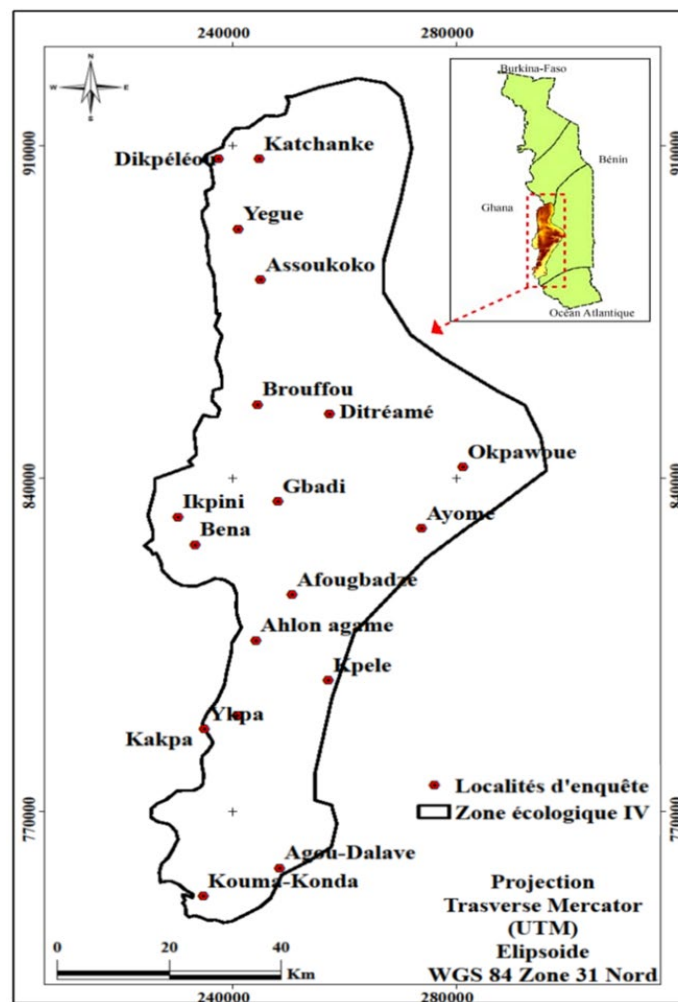 240000 280000
N
W E
S
Burkina-Faso
Bénin
Ghana
Océan Atlantique
910000 910000
Dikpéléou Katchanke
Yegue
Assoukoko
Brouffou
Ditréamé
Okpawoue
840000 840000
Gbadi
Ikpini
Ayome
Bena
Afougbadze
Ahlon agame
Kpele
Ykpa
Kakpa
Localités d'enquête
770000 770000
Zone écologique IV
Agou-Dalave
Kouma-Konda
Projection
Trasverse Mercator
(UTM)
Elipsoide
WGS 84 Zone 31 Nord
0 20 40
Km
240000 280000